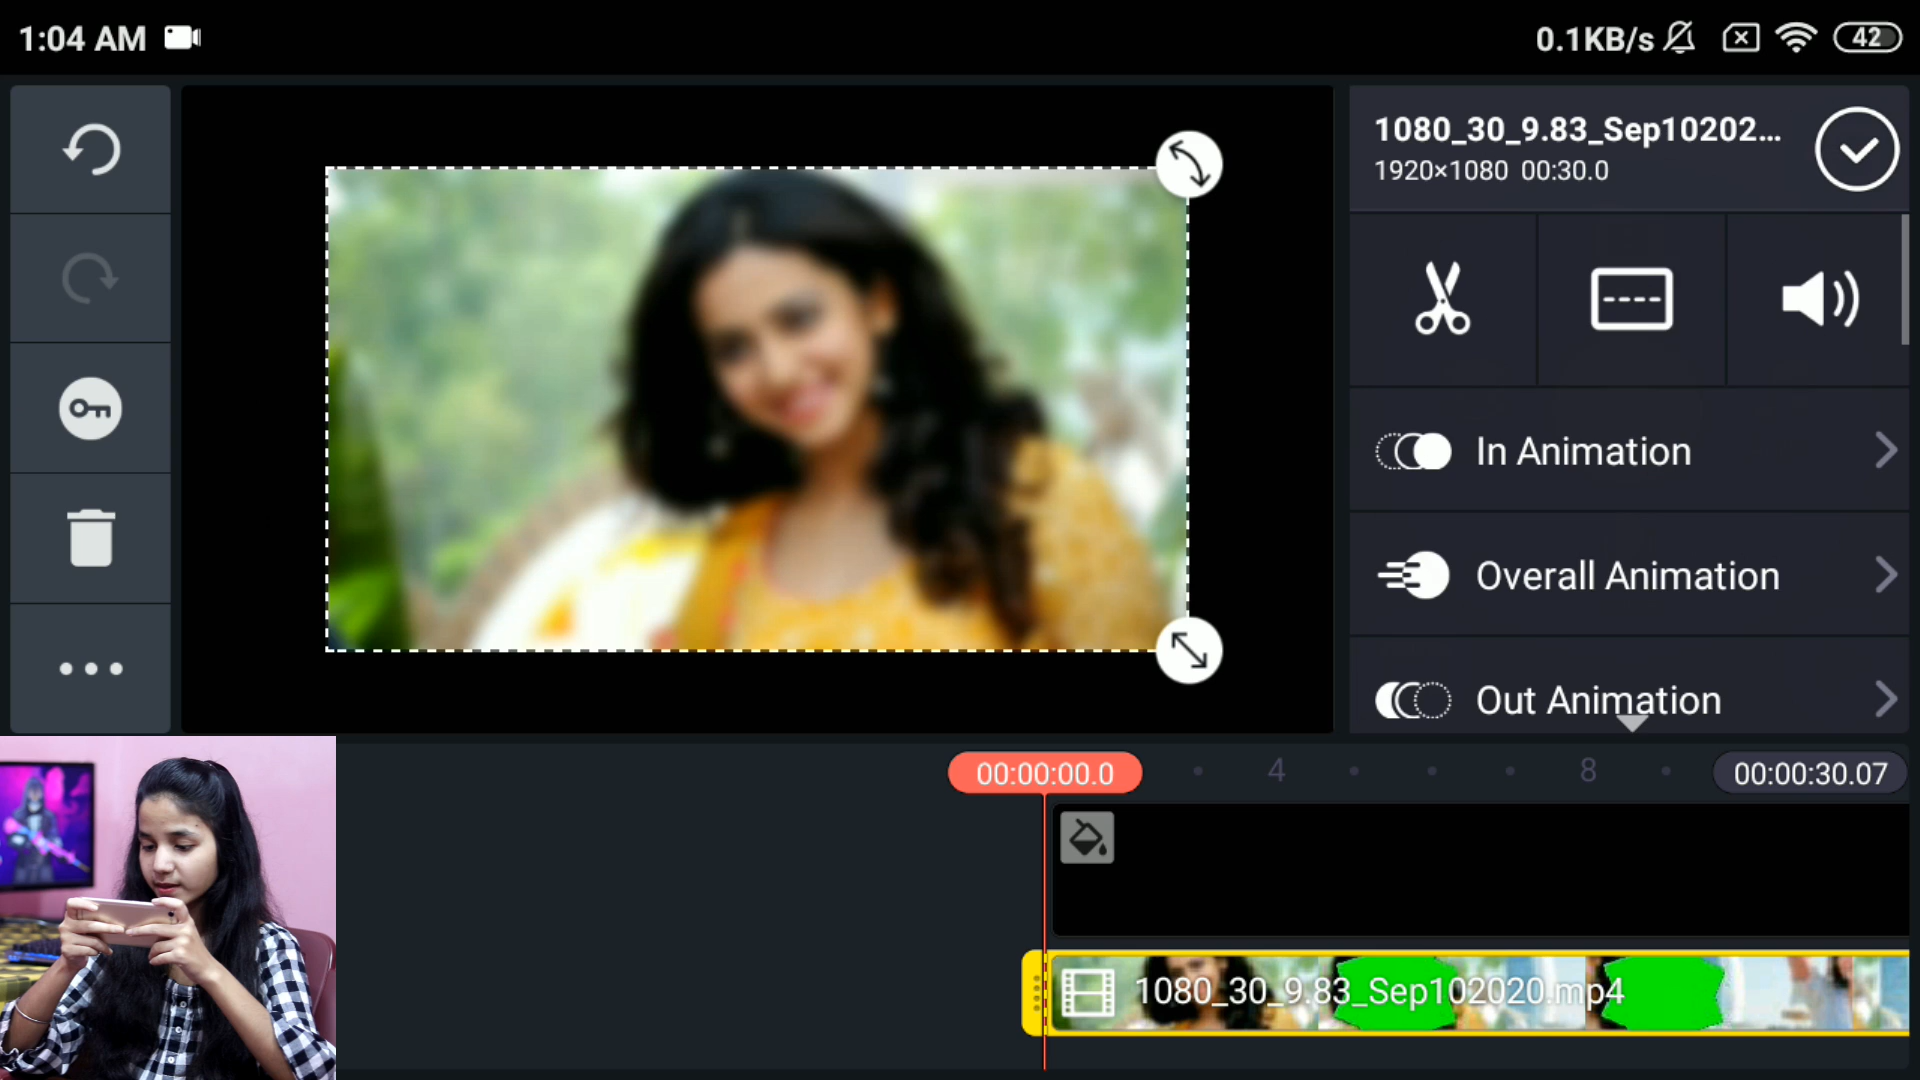 1:04 AM
0.1KB/s
42
1080_30_9.83_Sep10202...
1920×1080 00:30.0
In Animation
Overall Animation
Out Animation
00:00:00.0
4
8
00:00:30.07
1080_30_9.83_Sep102020.mp4